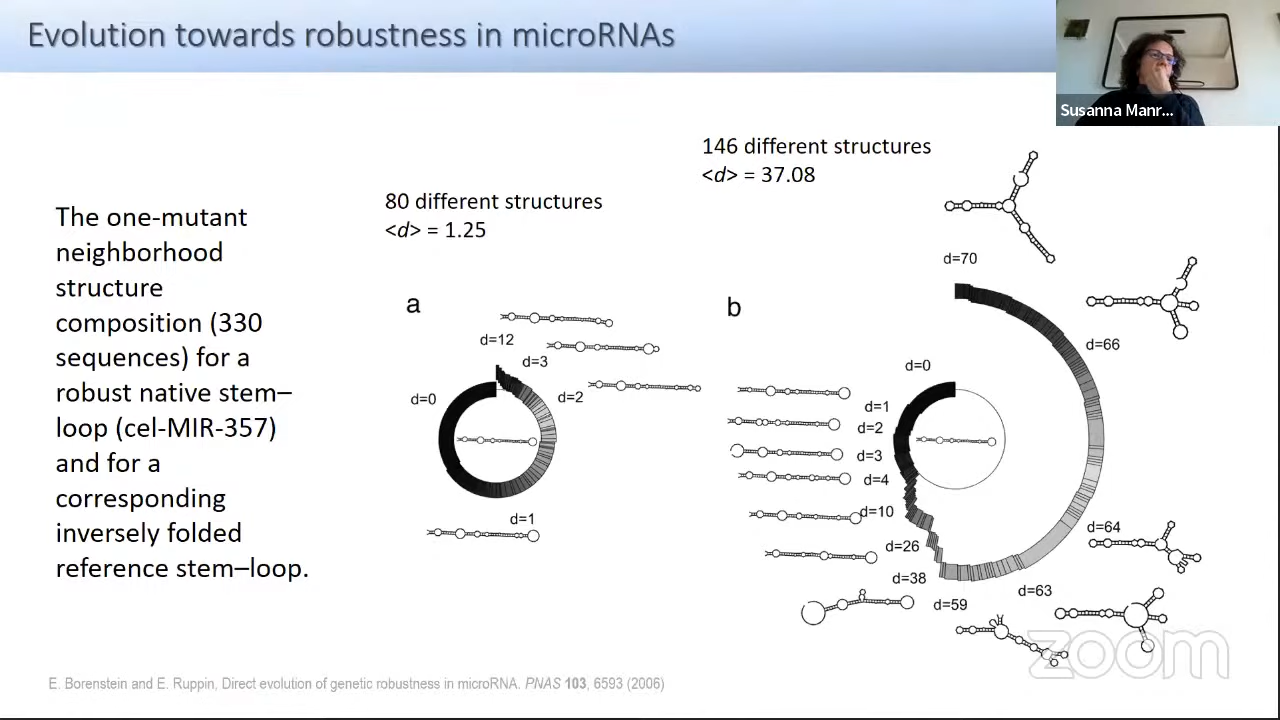 Evolution towards robustness in microRNAs
Susanna Manr...
146 different structures
<d> = 37.08
80 different structures
<d> = 1.25
The one-mutant
neighborhood
structure
composition (330
sequences) for a
robust native stem–
loop (cel-MIR-357)
and for a
corresponding
inversely folded
reference stem–loop.
a
d=12
d=3
d=2
d=0
d=1
b
d=70
d=66
d=0
d=1
d=2
d=3
d=4
d=10
d=26
d=38
d=59
d=63
d=64
zoom
E. Borenstein and E. Ruppin, Direct evolution of genetic robustness in microRNA. PNAS 103, 6593 (2006)